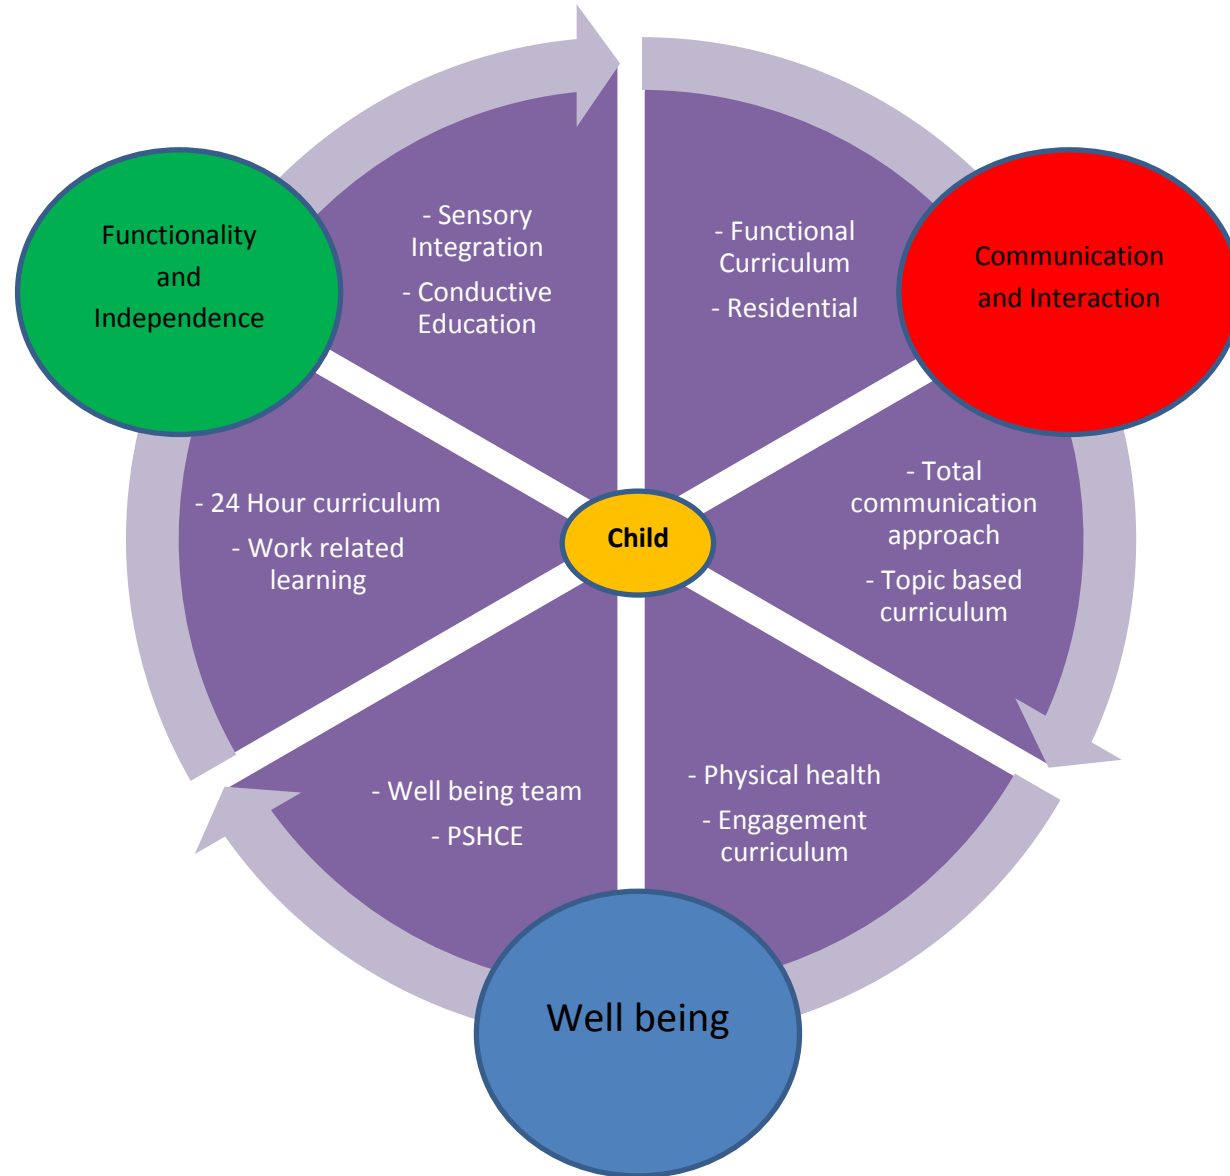 Functionality
and
Independence
- Sensory
Integration
- Conductive
Education
- Functional
Curriculum
- Residential
Communication
and Interaction
- 24 Hour curriculum
- Work related
learning
Child
- Total
communication
approach
- Topic based
curriculum
- Well being team
- PSHCE
- Physical health
- Engagement
curriculum
Well being